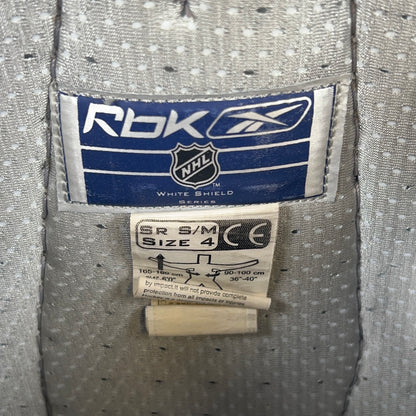 Rbk
NHL
TM
WHITE SHIELD
SERIES
SR S/M
SIZE 4
CE
90-100 cm
36"-40"
by impact.It will not provide complete
protection from all impacts or injuries